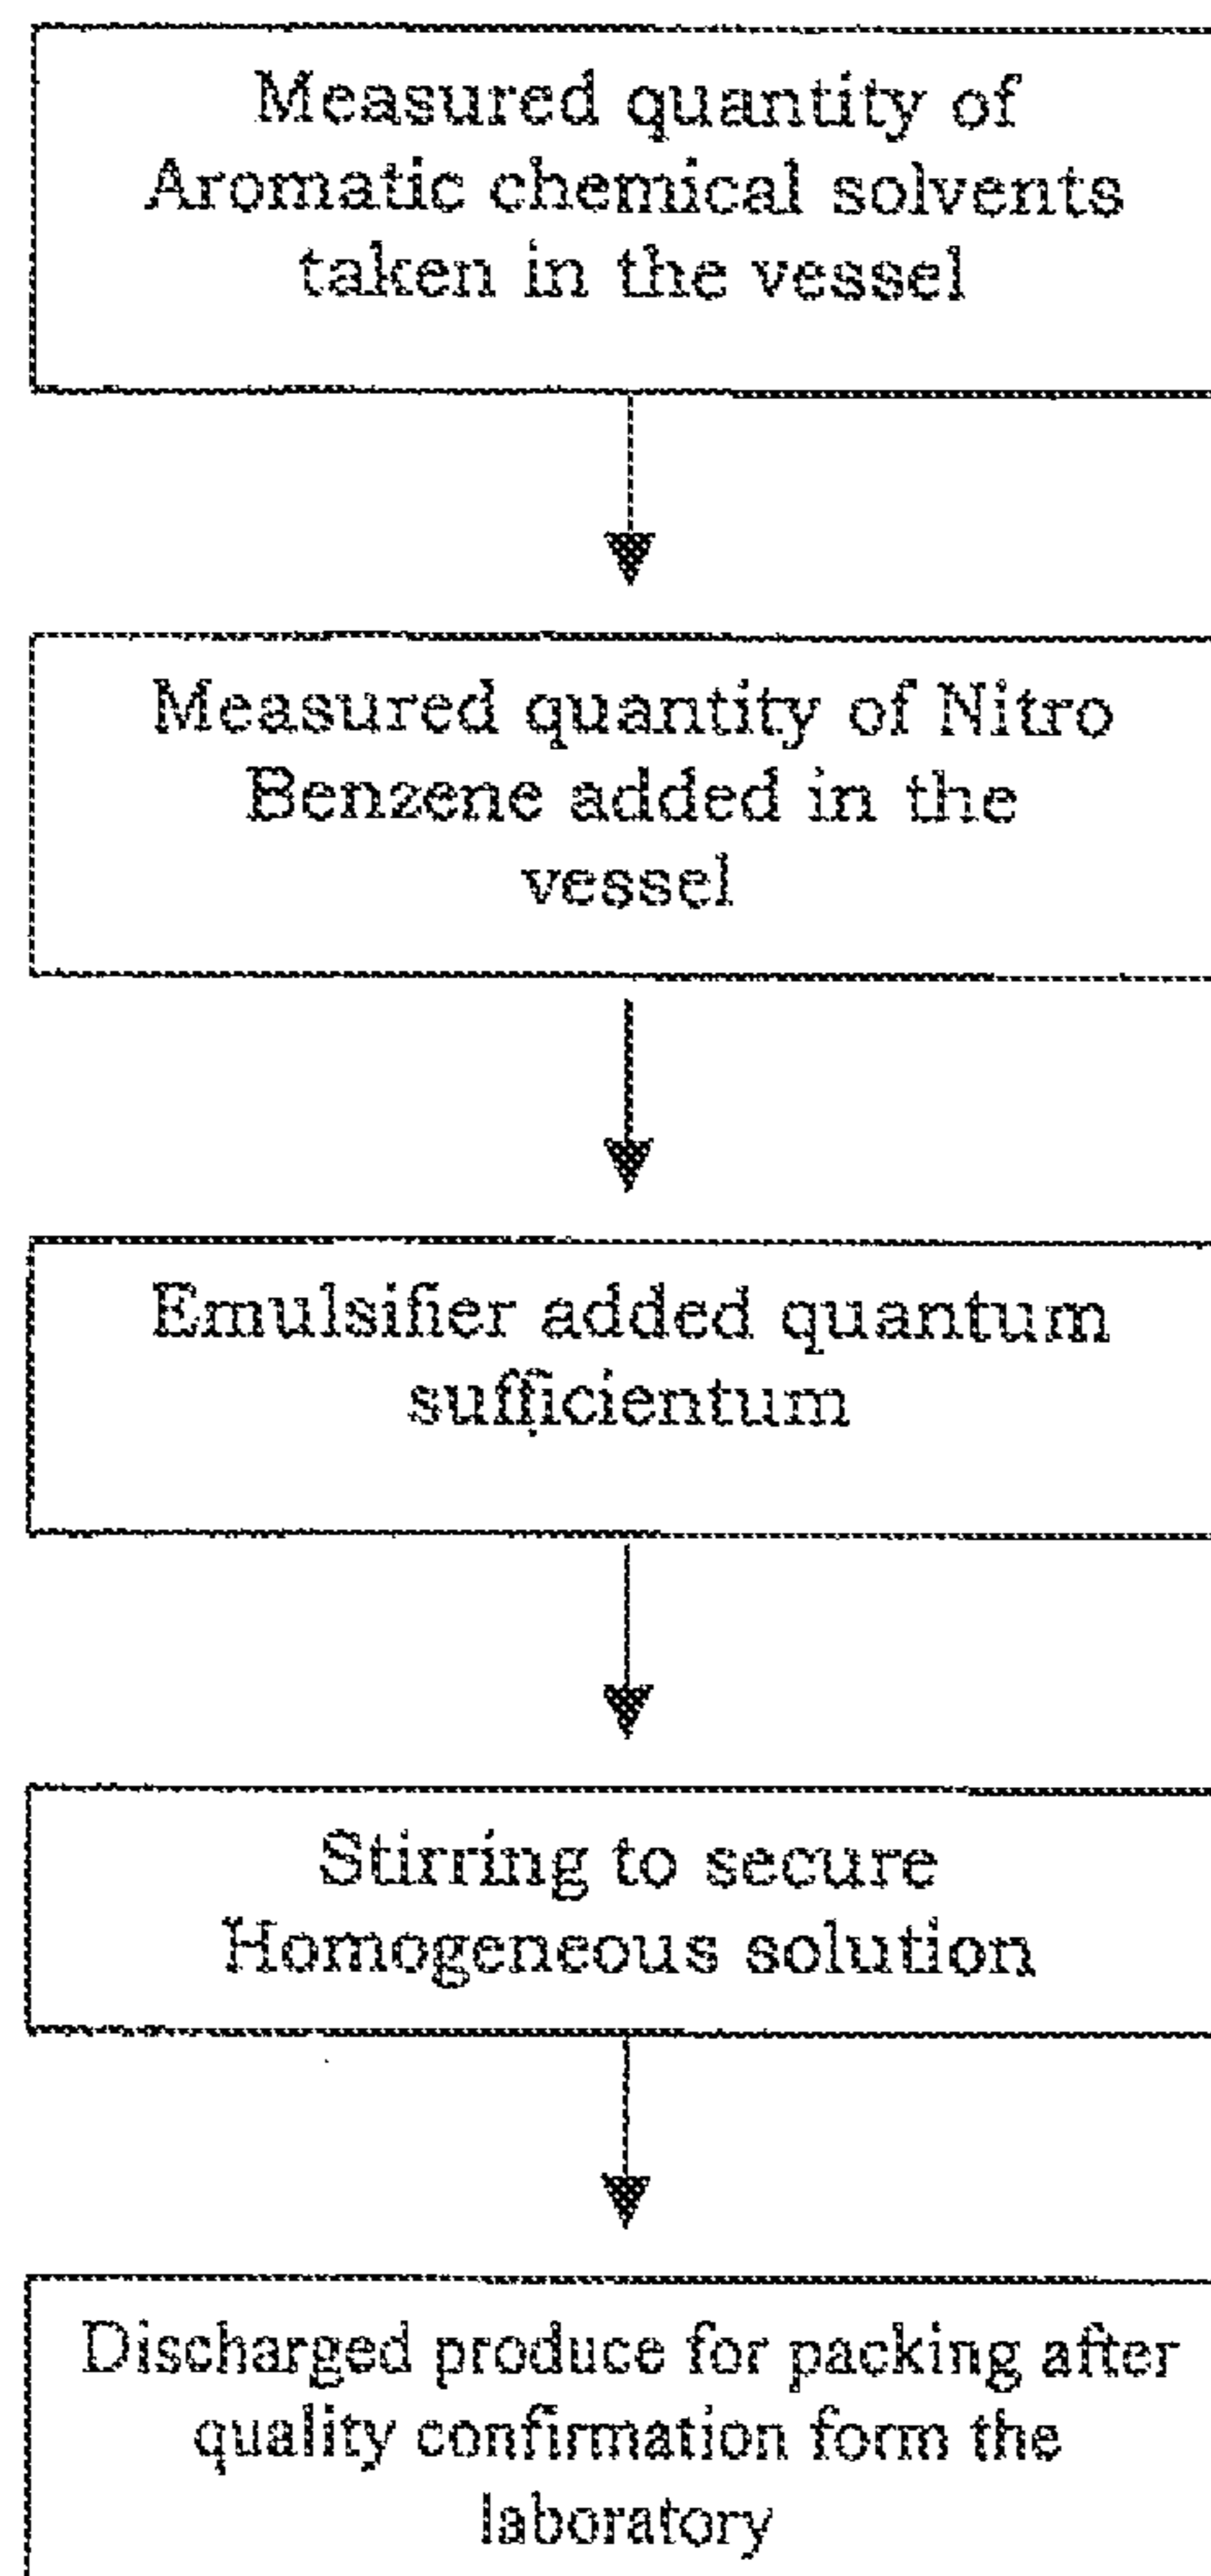 Measured quantity of
Aromatic chemical solvents
taken in the vessel
Measured quantity of Nitro
Benzene added in the
vessel
Emulsifier added quantum
sufficientum
Stirring to secure
Homogeneous solution
Discharged produce for packing after
quality confirmation form the
laboratory